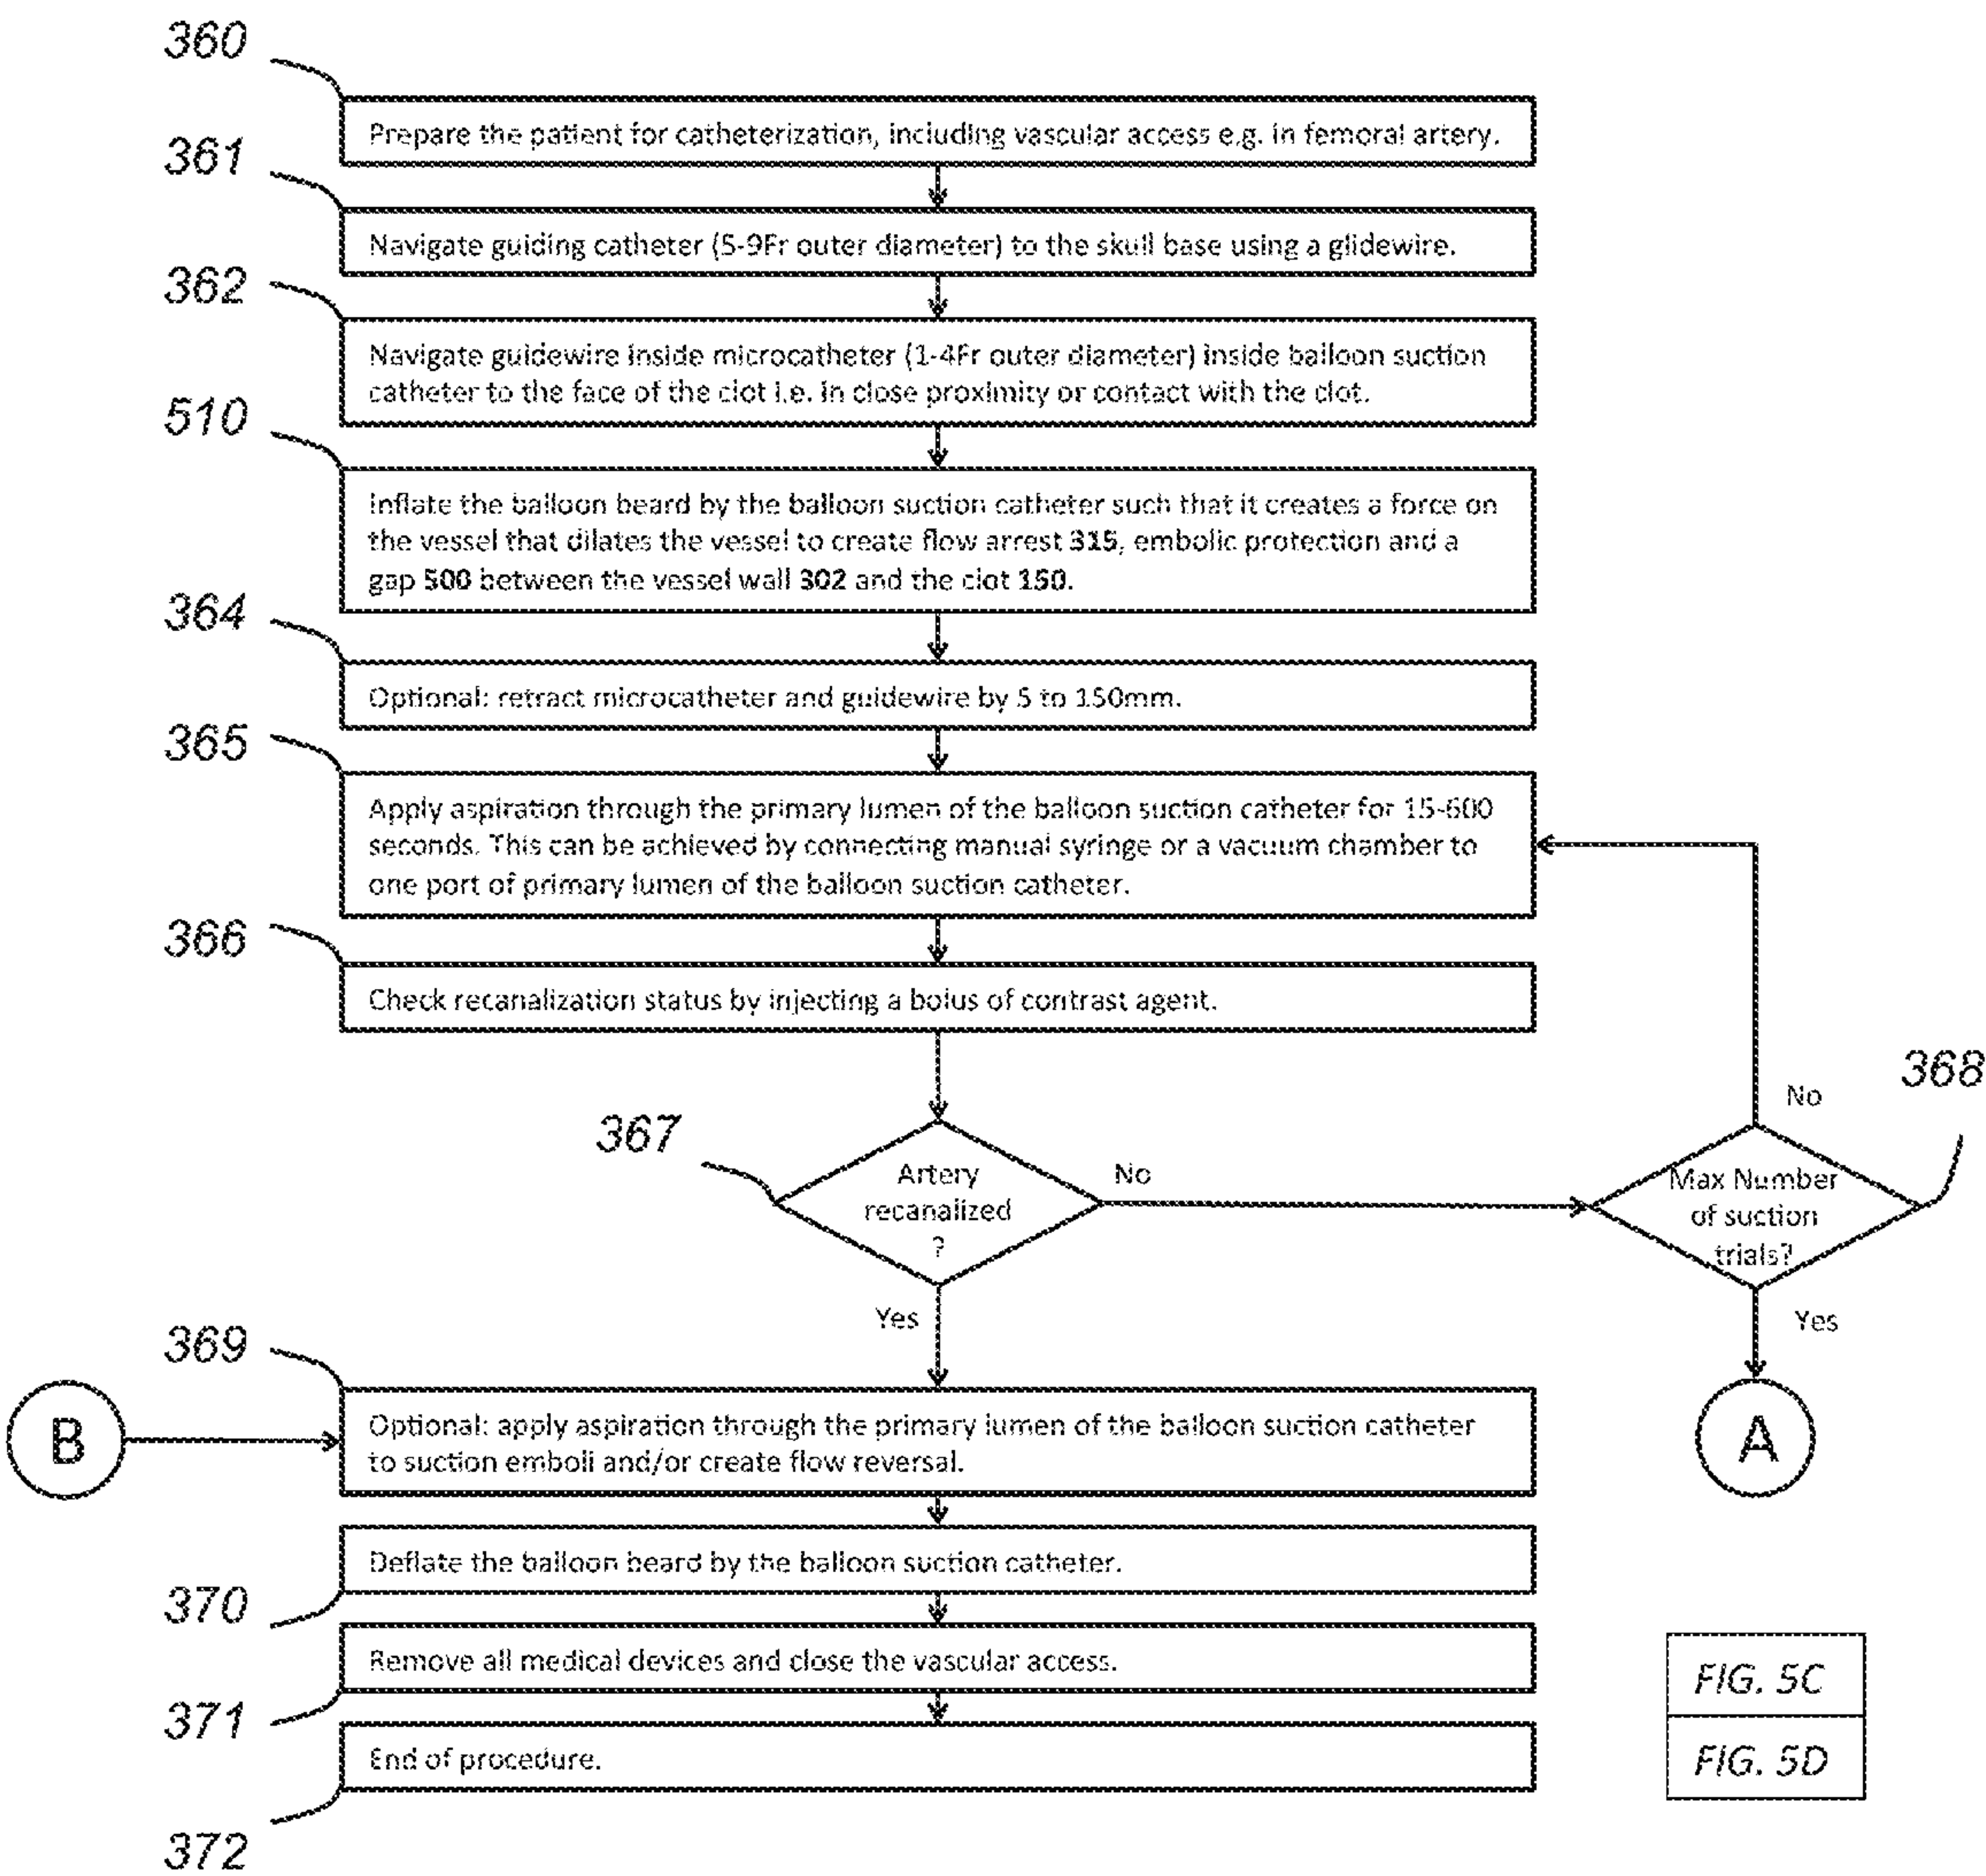 360
Prepare the patient for catheterization, including vascular access e.g. in femoral artery.
361
Navigate guiding catheter (5-9Fr outer diameter) to the skull base using a glidewire.
362
Navigate guidewire inside microcatheter (1-4Fr outer diameter) inside balloon suction
catheter to the face of the clot i.e. in close proximity or contact with the clot.
510
Inflate the balloon beard by the balloon suction catheter such that it creates a force on
the vessel that dilates the vessel to create flow arrest 315, embolic protection and a
gap 500 between the vessel wall 302 and the clot 150.
364
Optional: retract microcatheter and guidewire by 5 to 150mm.
365
Apply aspiration through the primary lumen of the balloon suction catheter for 15-600
seconds. This can be achieved by connecting manual syringe or a vacuum chamber to
one port of primary lumen of the balloon suction catheter.
366
Check recanalization status by injecting a bolus of contrast agent.
367
Artery
recanalized
?
No
Yes
368
Max Number
of suction
trials?
No
Yes
A
369
B
Optional: apply aspiration through the primary lumen of the balloon suction catheter
to suction emboli and/or create flow reversal.
370
Deflate the balloon beard by the balloon suction catheter.
371
Remove all medical devices and close the vascular access.
372
End of procedure.
FIG. 5C
FIG. 5D